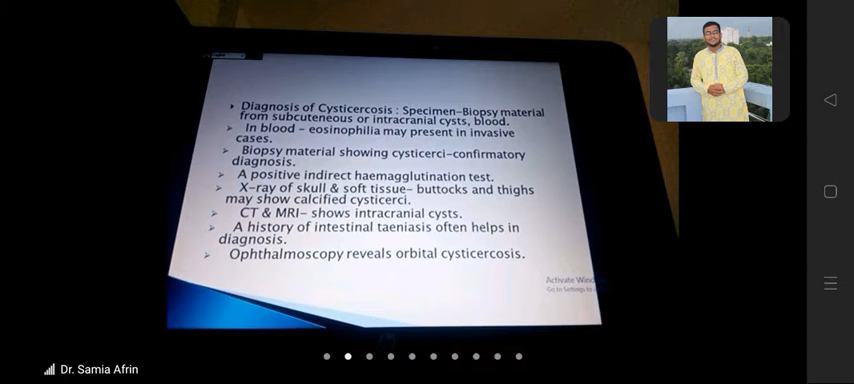 Diagnosis of Cysticercosis : Specimen-Biopsy material
from subcuteneous or intracranial cysts, blood.
In blood - eosinophilia may present in invasive
cases.
Biopsy material showing cysticerci-confirmatory
diagnosis.
A positive indirect haemagglutination test.
X-ray of skull & soft tissue- buttocks and thighs
may show calcified cysticerci.
CT & MRI- shows intracranial cysts.
A history of intestinal taeniasis often helps in
diagnosis.
Ophthalmoscopy reveals orbital cysticercosis.
Activate Wind
Go to Settings to
Dr. Samia Afrin